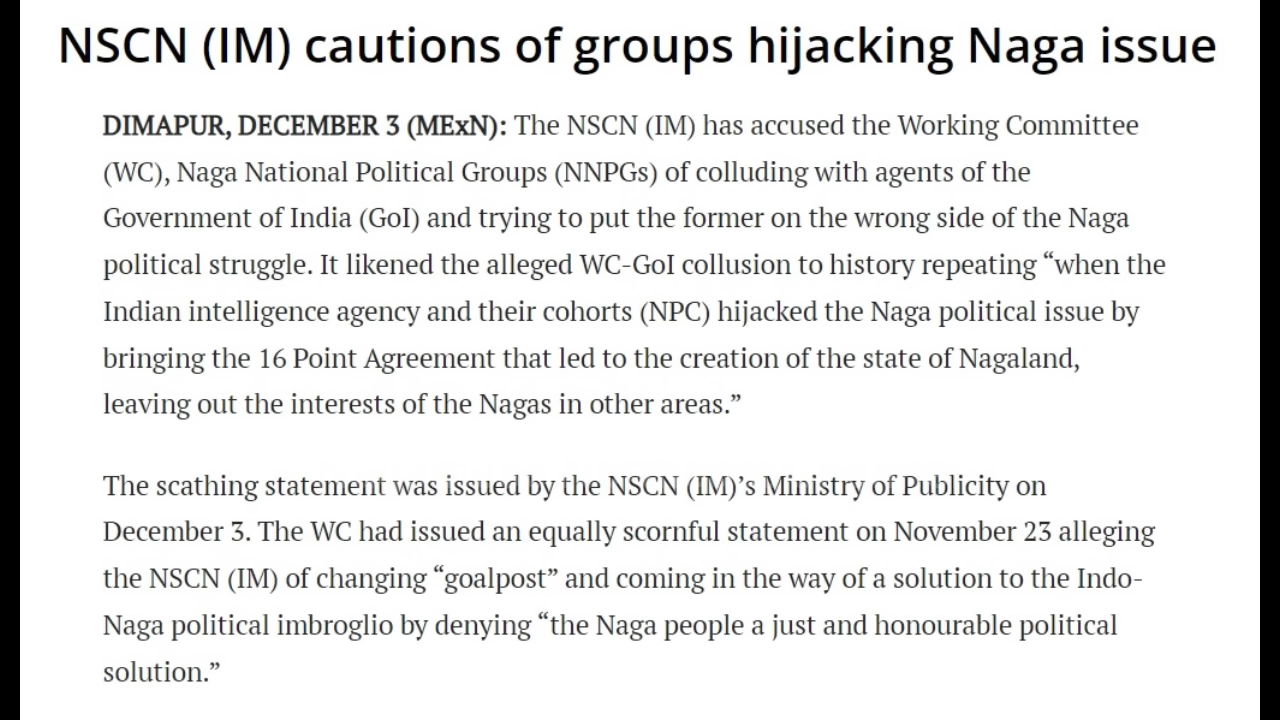 NSCN (IM) cautions of groups hijacking Naga issue
DIMAPUR, DECEMBER 3 (MExN): The NSCN (IM) has accused the Working Committee
(WC), Naga National Political Groups (NNPGs) of colluding with agents of the
Government of India (GoI) and trying to put the former on the wrong side of the Naga
political struggle. It likened the alleged WC-GoI collusion to history repeating “when the
Indian intelligence agency and their cohorts (NPC) hijacked the Naga political issue by
bringing the 16 Point Agreement that led to the creation of the state of Nagaland,
leaving out the interests of the Nagas in other areas.”
The scathing statement was issued by the NSCN (IM)’s Ministry of Publicity on
December 3. The WC had issued an equally scornful statement on November 23 alleging
the NSCN (IM) of changing “goalpost” and coming in the way of a solution to the Indo-
Naga political imbroglio by denying “the Naga people a just and honourable political
solution.”